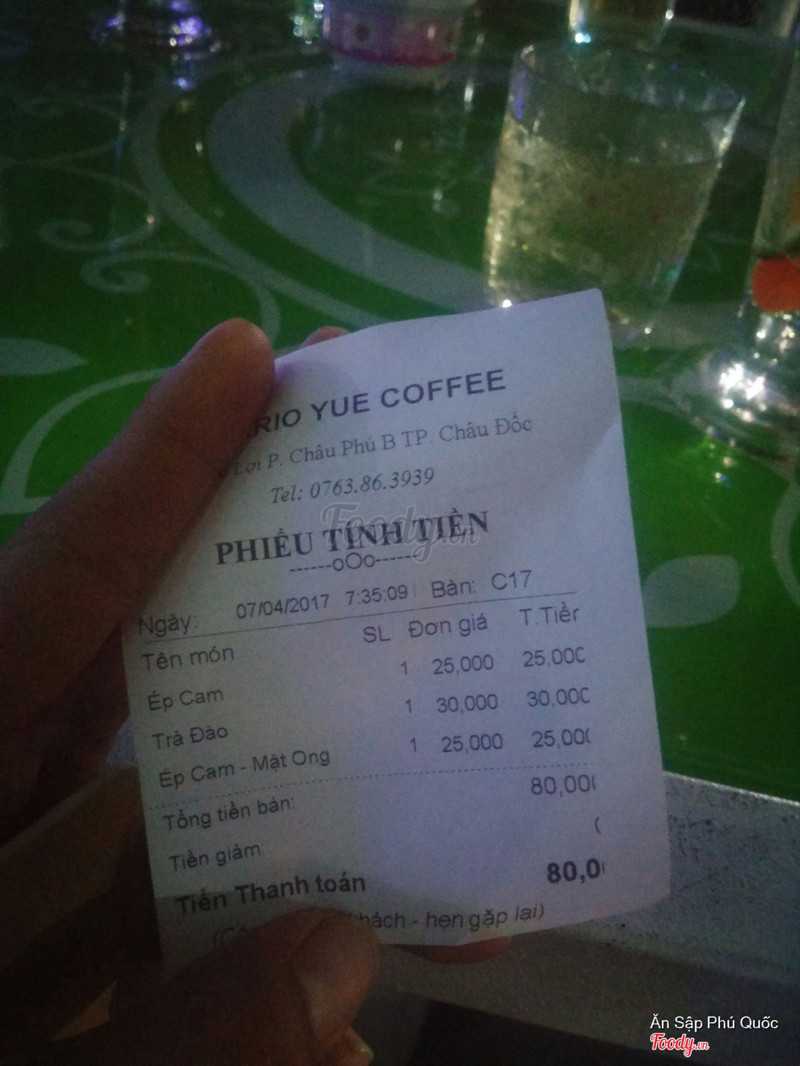 RIO YUE COFFEE
Lợi P. Châu Phú B TP. Châu Đốc
Tel: 0763.86.3939
PHIẾU TÍNH TIỀN
------oOo------
Ngày: 07/04/2017 7:35:09 Bàn: C17
Tên món SL Đơn giá T.Tiền
Ép Cam 1 25,000 25,000
Trà Đào 1 30,000 30,000
Ép Cam - Mật Ong 1 25,000 25,000
Tổng tiền bán: 80,000
Tiền giảm:
Tiền Thanh toán 80,0
khách - hẹn gặp lại)
Foody.vn
Ăn Sập Phú Quốc
Foody.vn